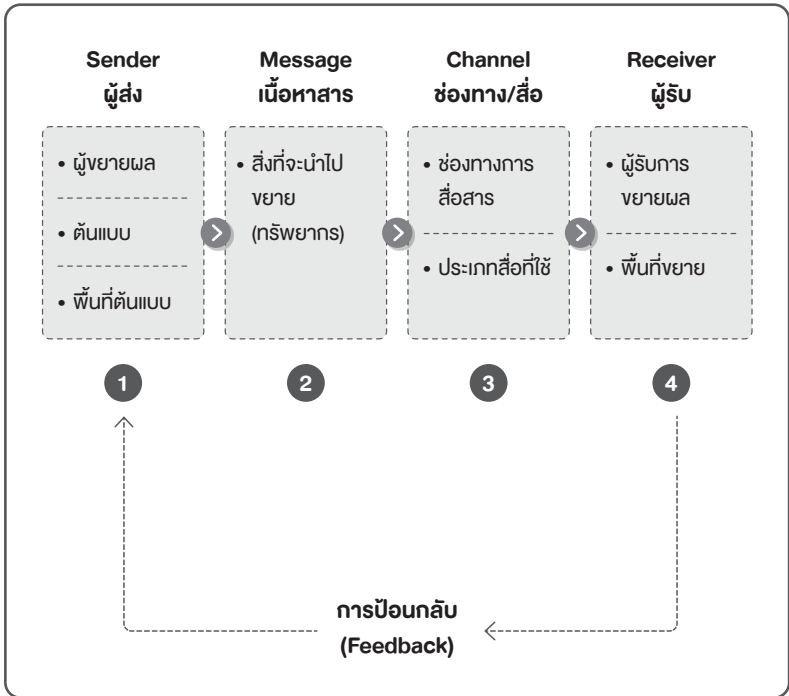 Sender
ผู้ส่ง
• ผู้ขยายผล
• ต้นแบบ
• พื้นที่ต้นแบบ
1
Message
เนื้อหาสาร
• สิ่งที่จะนำไป
ขยาย
(ทรัพยากร)
2
Channel
ช่องทาง/สื่อ
• ช่องทางการ
สื่อสาร
• ประเภทสื่อที่ใช้
3
Receiver
ผู้รับ
• ผู้รับการ
ขยายผล
• พื้นที่ขยาย
4
การป้อนกลับ
(Feedback)